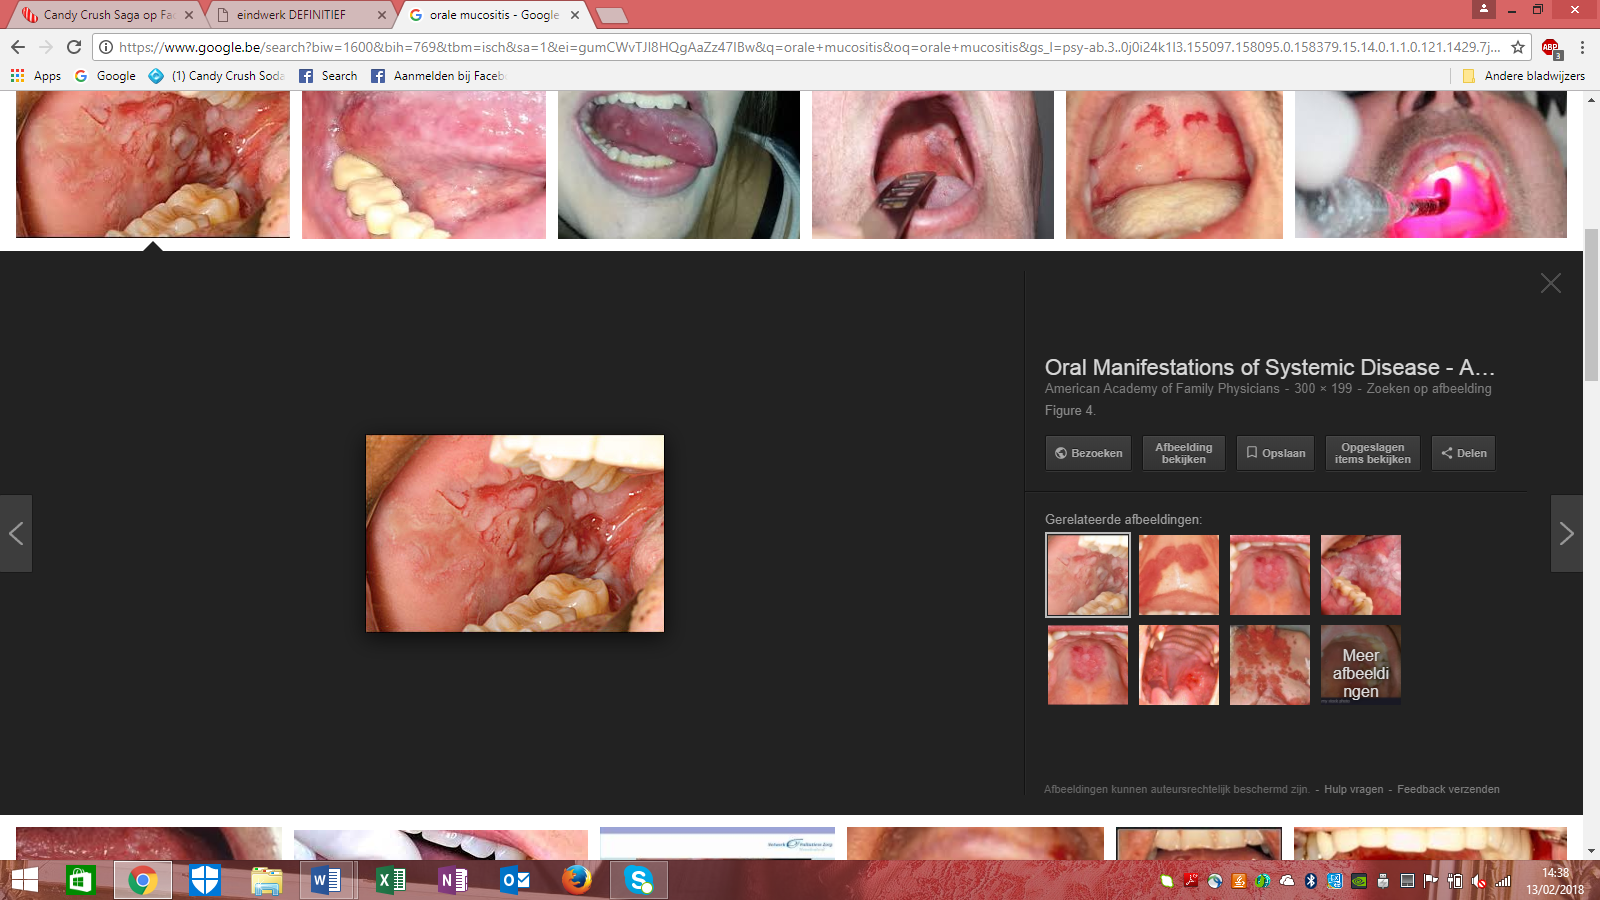 Candy Crush Saga op Fac
eindwerk DEFINITIEF
orale mucositis - Google
https://www.google.be/search?biw=1600&bih=769&tbm=isch&sa=1&ei=gumCWvTJI8HQgAaZz47IBw&q=orale+mucositis&oq=orale+mucositis&gs_l=psy-ab.3..0j0i24k1l3.155097.158095.0.158379.15.14.0.1.1.0.121.1429.7j...
ABP
3
Apps
Google
(1) Candy Crush Soda
Search
Aanmelden bij Faceb
Andere bladwijzers
Oral Manifestations of Systemic Disease - A...
American Academy of Family Physicians - 300 × 199 - Zoeken op afbeelding
Figure 4.
Bezoeken
Afbeelding bekijken
Opslaan
Opgeslagen items bekijken
Delen
Gerelateerde afbeeldingen:
Meer
afbeeldi
ngen
Afbeeldingen kunnen auteursrechtelijk beschermd zijn. - Hulp vragen - Feedback verzenden
14:38
13/02/2018